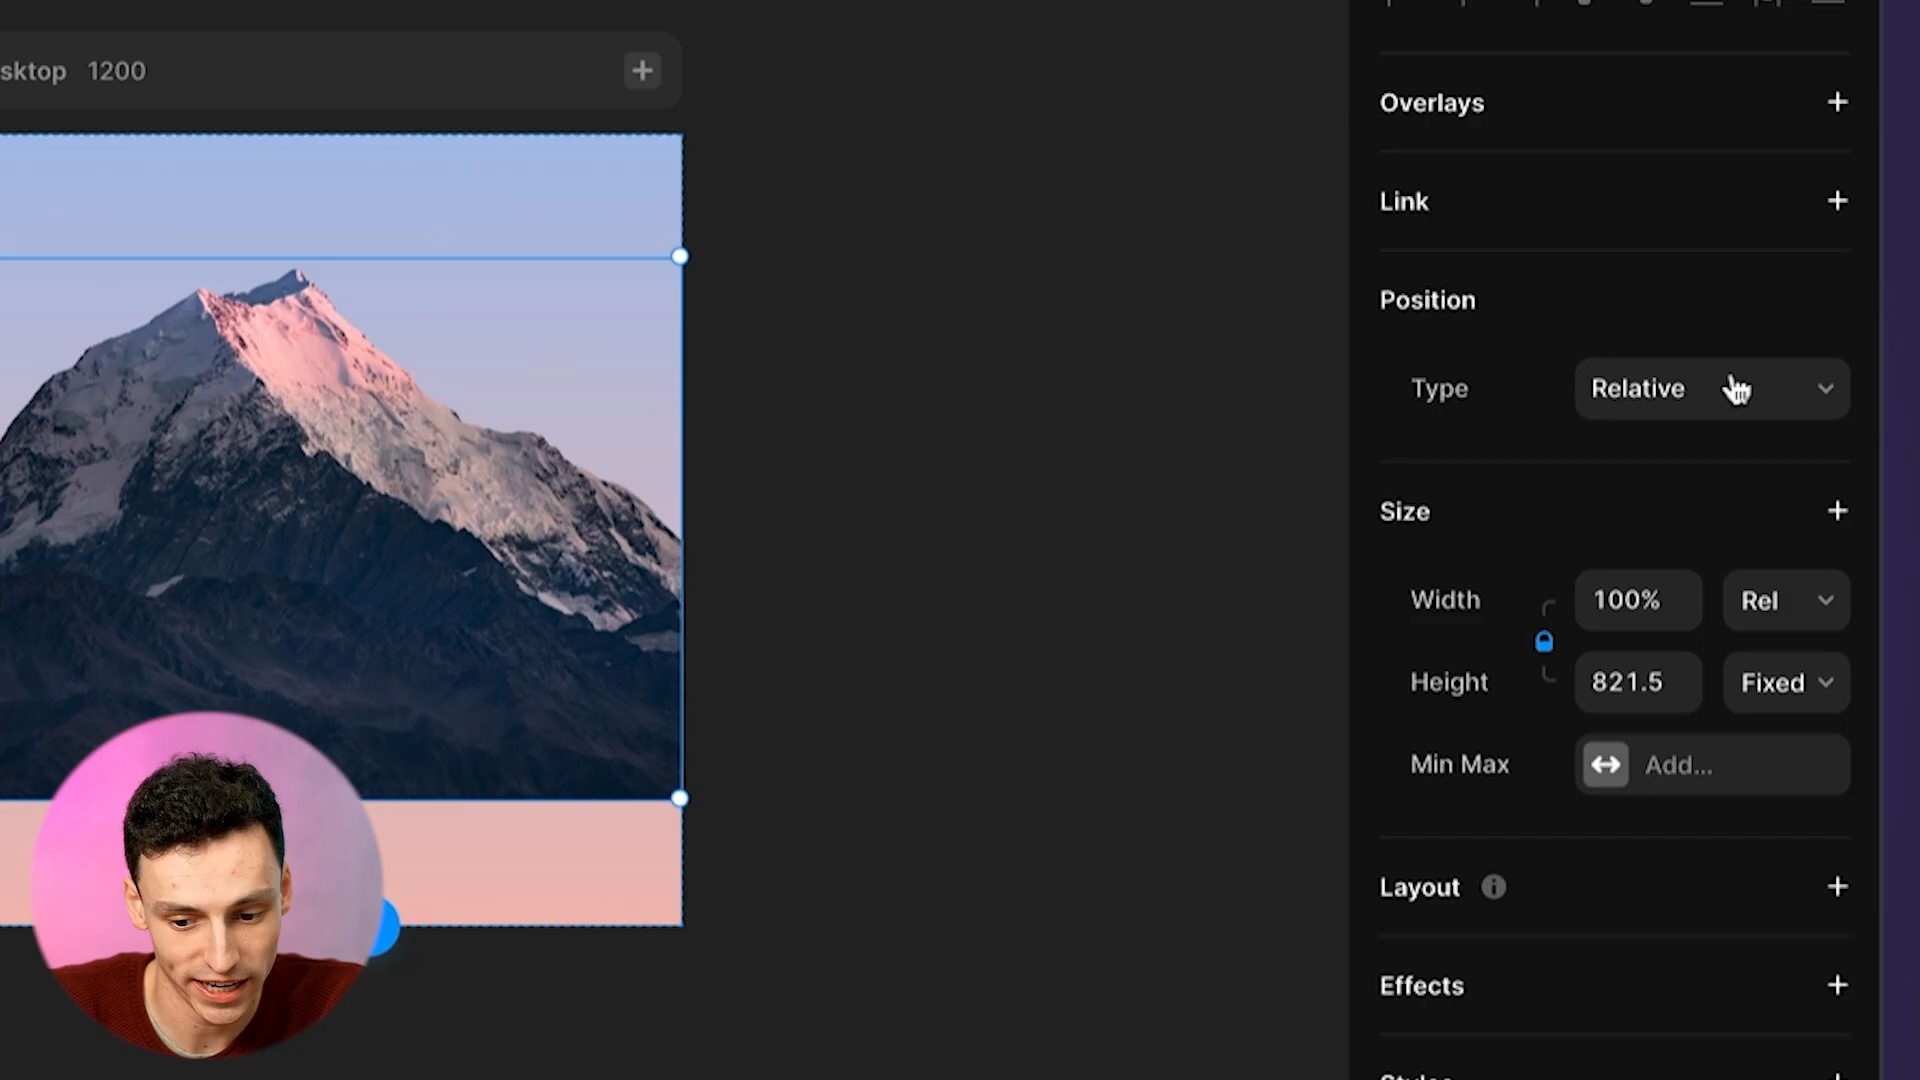 sktop 1200
Overlays
Link
Position
Type Relative
Size
Width 100% Rel
Height 821.5 Fixed
Min Max Add...
Layout
Effects